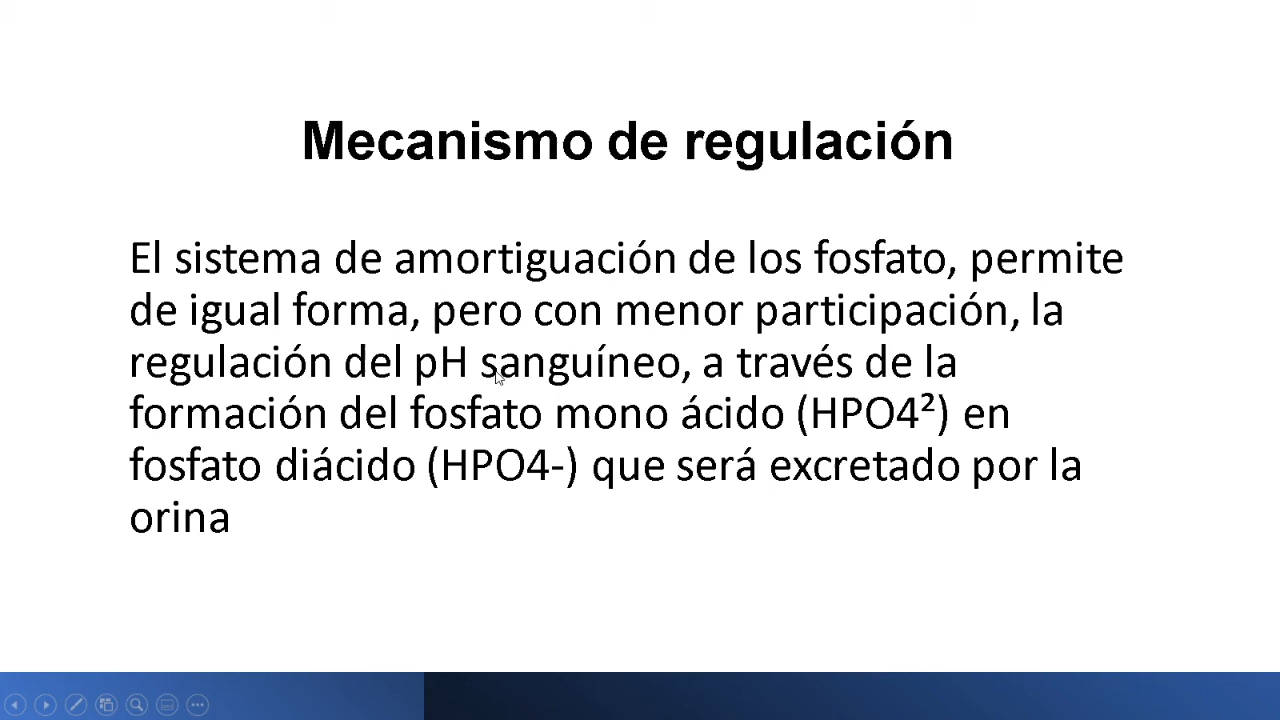 Mecanismo de regulación
El sistema de amortiguación de los fosfato, permite
de igual forma, pero con menor participación, la
regulación del pH sanguíneo, a través de la
formación del fosfato mono ácido (HPO4²) en
fosfato diácido (HPO4-) que será excretado por la
orina